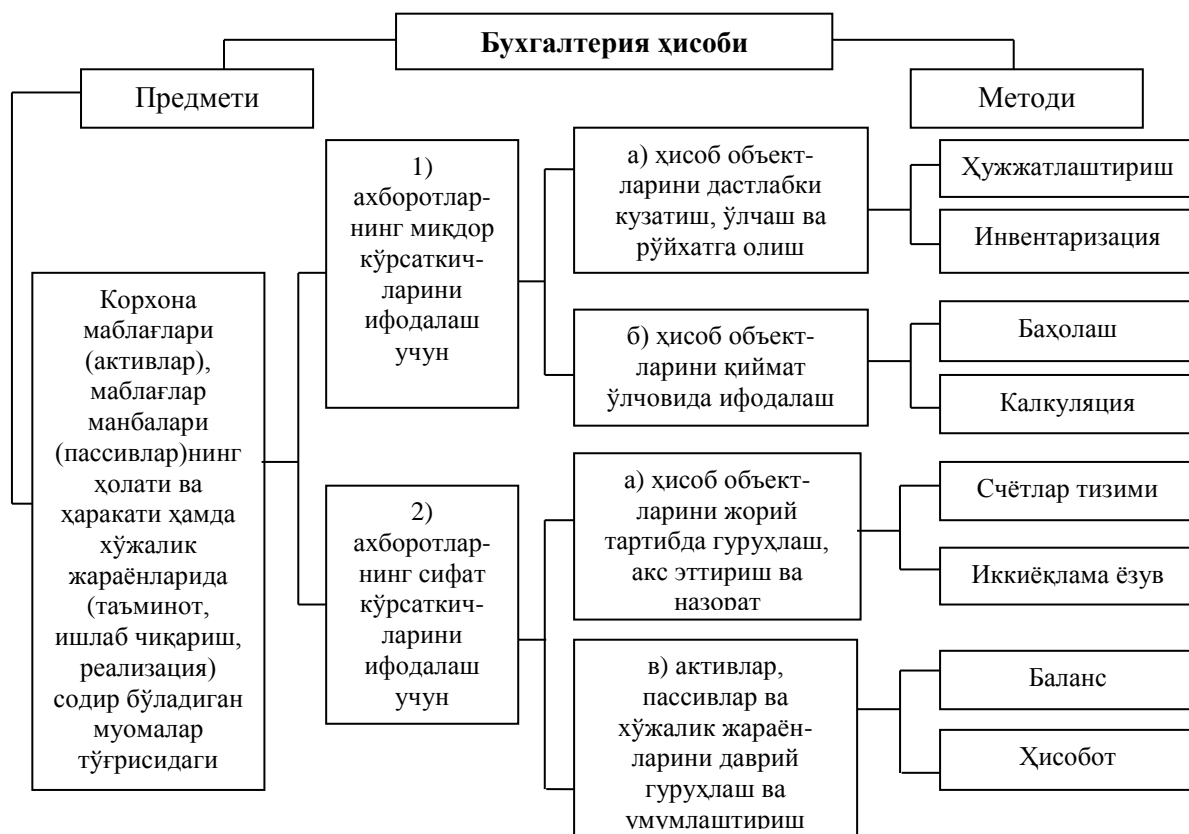 Бухгалтерия ҳисоби
Предмети
Методи
Корхона
маблағлари
(активлар),
маблағлар
манбалари
(пассивлар)нинг
ҳолати ва
ҳаракати ҳамда
хўжалик
жараёнларида
(таъминот,
ишлаб чиқариш,
реализация)
содир бўладиган
муомалар
тўғрисидаги
1)
ахборотлар-
нинг миқдор
кўрсаткич-
ларини
ифодалаш
учун
а) ҳисоб объект-
ларини дастлабки
кузатиш, ўлчаш ва
рўйхатга олиш
Ҳужжатлаштириш
Инвентаризация
б) ҳисоб объект-
ларини қиймат
ўлчовида ифодалаш
Баҳолаш
Калкуляция
2)
ахборотлар-
нинг сифат
кўрсаткич-
ларини
ифодалаш
учун
а) ҳисоб объект-
ларини жорий
тартибда гуруҳлаш,
акс эттириш ва
назорат
Счётлар тизими
Иккиёқлама ёзув
в) активлар,
пассивлар ва
хўжалик жараён-
ларини даврий
гуруҳлаш ва
умумлаштириш
Баланс
Ҳисобот